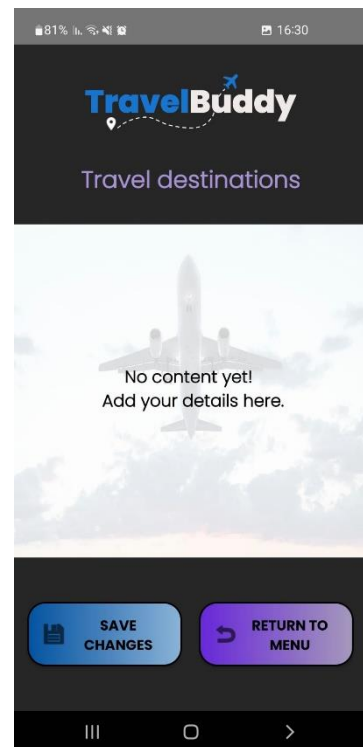 81% 16:30
TravelBuddy
Travel destinations
No content yet!
Add your details here.
SAVE
CHANGES
RETURN TO
MENU